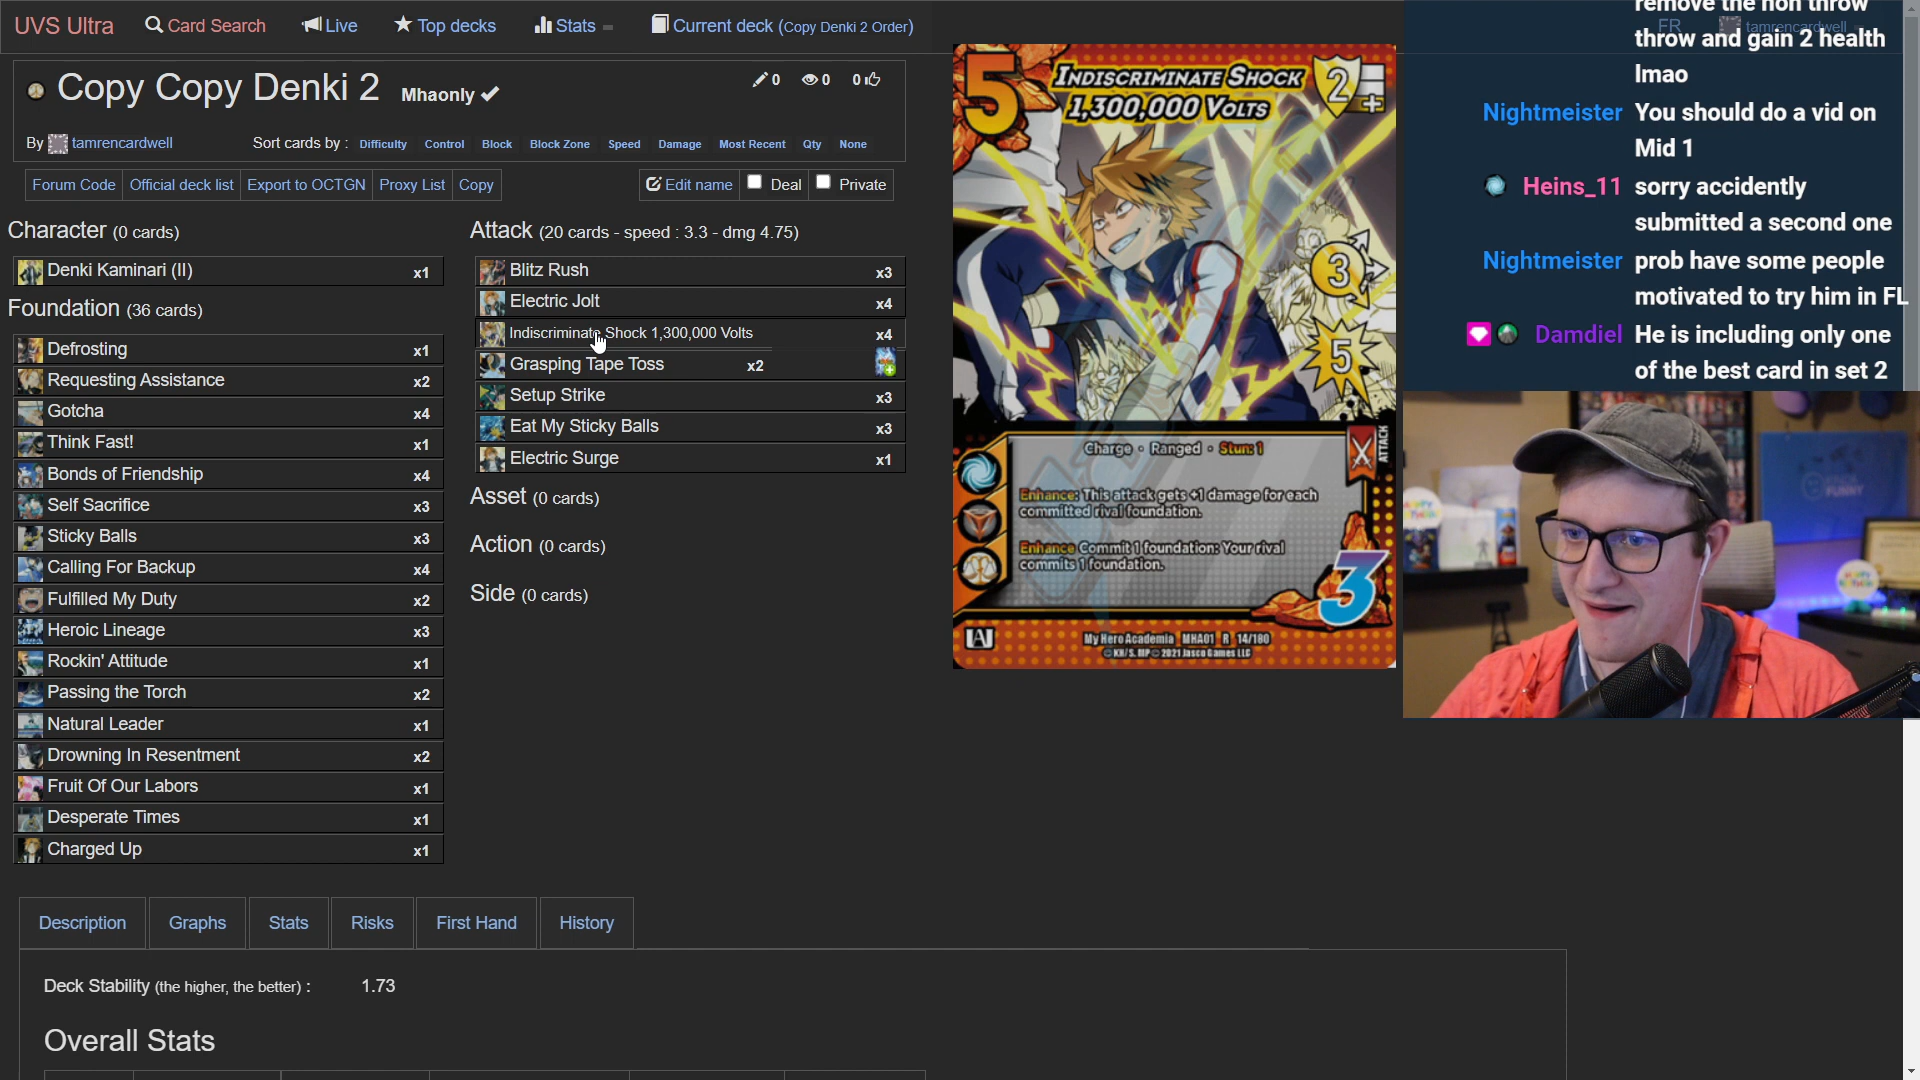 UVS Ultra
Card Search
Live
Top decks
Stats
Current deck (Copy Denki 2 Order)
FR
tamrencardwell
Copy Copy Denki 2 Mhaonly
0 0 0
By tamrencardwell
Sort cards by : Difficulty Control Block Block Zone Speed Damage Most Recent Qty None
Forum Code Official deck list Export to OCTGN Proxy List Copy
Edit name Deal Private
Character (0 cards)
Denki Kaminari (II) x1
Foundation (36 cards)
Defrosting x1
Requesting Assistance x2
Gotcha x4
Think Fast! x1
Bonds of Friendship x4
Self Sacrifice x3
Sticky Balls x3
Calling For Backup x4
Fulfilled My Duty x2
Heroic Lineage x3
Rockin' Attitude x1
Passing the Torch x2
Natural Leader x1
Drowning In Resentment x2
Fruit Of Our Labors x1
Desperate Times x1
Charged Up x1
Attack (20 cards - speed : 3.3 - dmg 4.75)
Blitz Rush x3
Electric Jolt x4
Indiscriminate Shock 1,300,000 Volts x4
Grasping Tape Toss x2
Setup Strike x3
Eat My Sticky Balls x3
Electric Surge x1
Asset (0 cards)
Action (0 cards)
Side (0 cards)
5
Indiscriminate Shock
1,300,000 Volts
2
3
5
Charge • Ranged • Stun: 1
ATTACK
Enhance: This attack gets +1 damage for each
committed rival foundation.
Enhance Commit 1 foundation: Your rival
commits 1 foundation.
3
My Hero Academia MHA01 R 14/180
© KH/S, MP © 2021 Jasco Games LLC
remove the non throw
throw and gain 2 health
lmao
Nightmeister You should do a vid on
Mid 1
Heins_11 sorry accidently
submitted a second one
Nightmeister prob have some people
motivated to try him in FL
Damdiel He is including only one
of the best card in set 2
Description Graphs Stats Risks First Hand History
Deck Stability (the higher, the better) : 1.73
Overall Stats